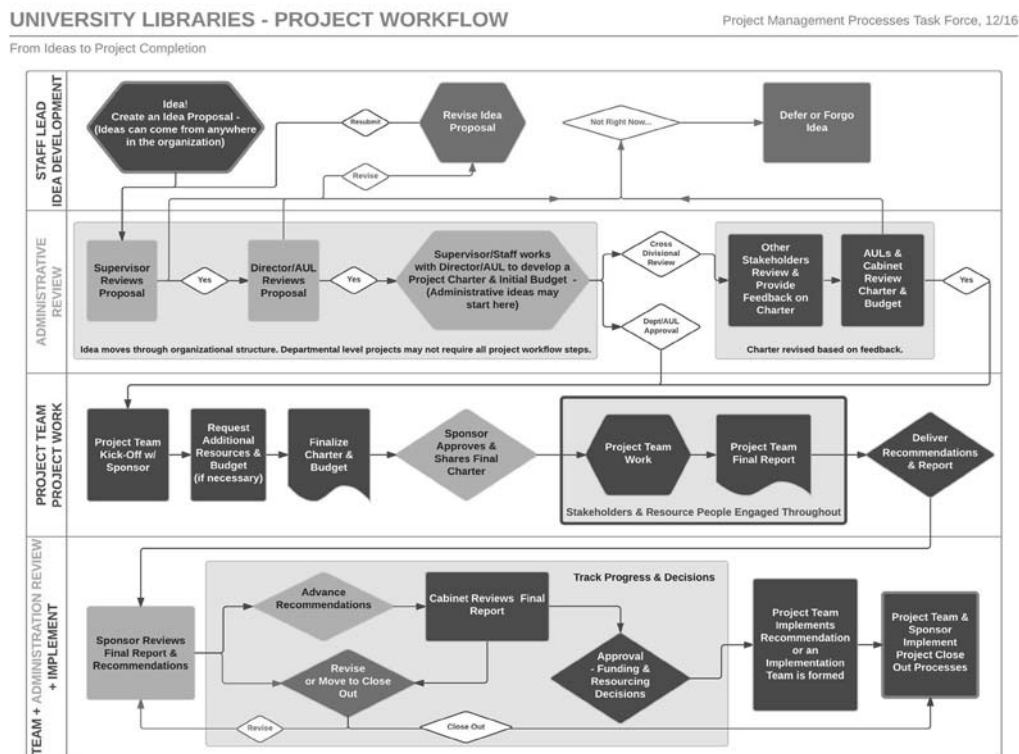 UNIVERSITY LIBRARIES - PROJECT WORKFLOW
Project Management Processes Task Force, 12/16
From Ideas to Project Completion
STAFF LEAD
IDEA DEVELOPMENT
Idea!
Create an Idea Proposal -
(Ideas can come from anywhere
in the organization)
Resubmit
Revise Idea
Proposal
Not Right Now...
Defer or Forgo
Idea
Revise
ADMINISTRATIVE
REVIEW
Supervisor
Reviews
Proposal
Yes
Director/AUL
Reviews
Proposal
Yes
Supervisor/Staff works
with Director/AUL to develop a
Project Charter & Initial Budget -
(Administrative ideas may
start here)
Cross
Divisional
Review
Dept/AUL
Approval
Other
Stakeholders
Review &
Provide
Feedback on
Charter
AULs &
Cabinet
Review
Charter &
Budget
Yes
Idea moves through organizational structure. Departmental level projects may not require all project workflow steps.
Charter revised based on feedback.
PROJECT TEAM
PROJECT WORK
Project Team
Kick-Off w/
Sponsor
Request
Additional
Resources &
Budget
(if necessary)
Finalize
Charter &
Budget
Sponsor
Approves &
Shares Final
Charter
Project Team
Work
Project Team
Final Report
Stakeholders & Resource People Engaged Throughout
Deliver
Recommendations
& Report
TEAM + ADMINISTRATION REVIEW
+ IMPLEMENT
Sponsor Reviews
Final Report &
Recommendations
Track Progress & Decisions
Advance
Recommendations
Cabinet Reviews Final
Report
Revise
or Move to Close
Out
Approval
- Funding &
Resourcing
Decisions
Project Team
Implements
Recommendation
or an
Implementation
Team is formed
Project Team &
Sponsor
Implement
Project Close
Out Processes
Revise
Close Out